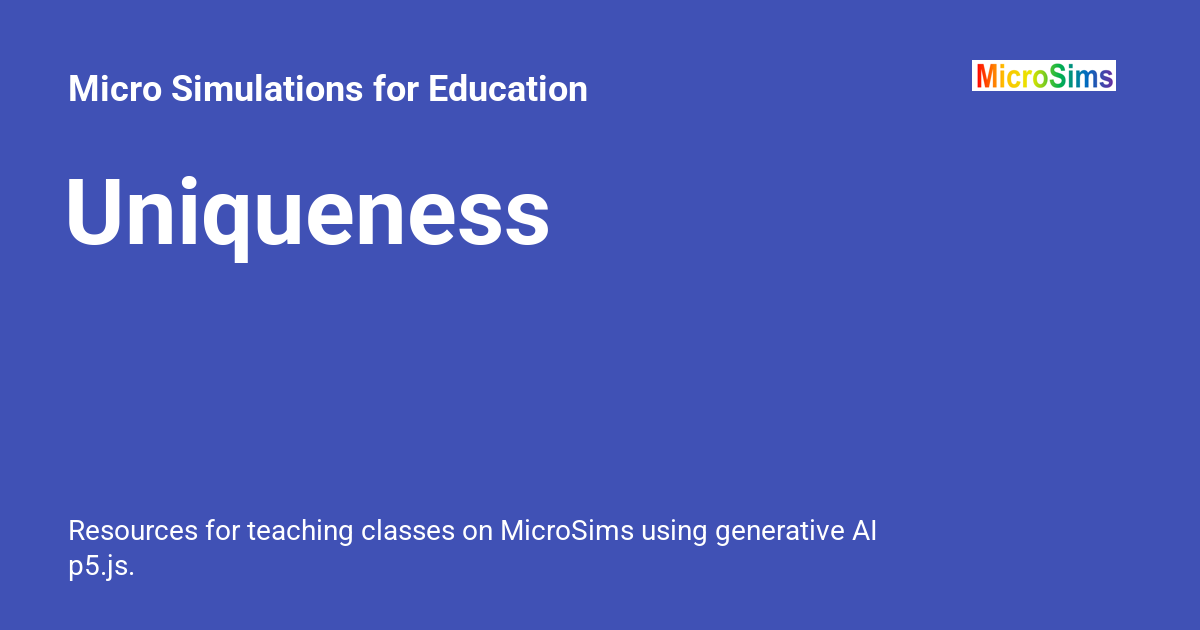 Micro Simulations for Education
MicroSims
Uniqueness
Resources for teaching classes on MicroSims using generative AI
p5.js.